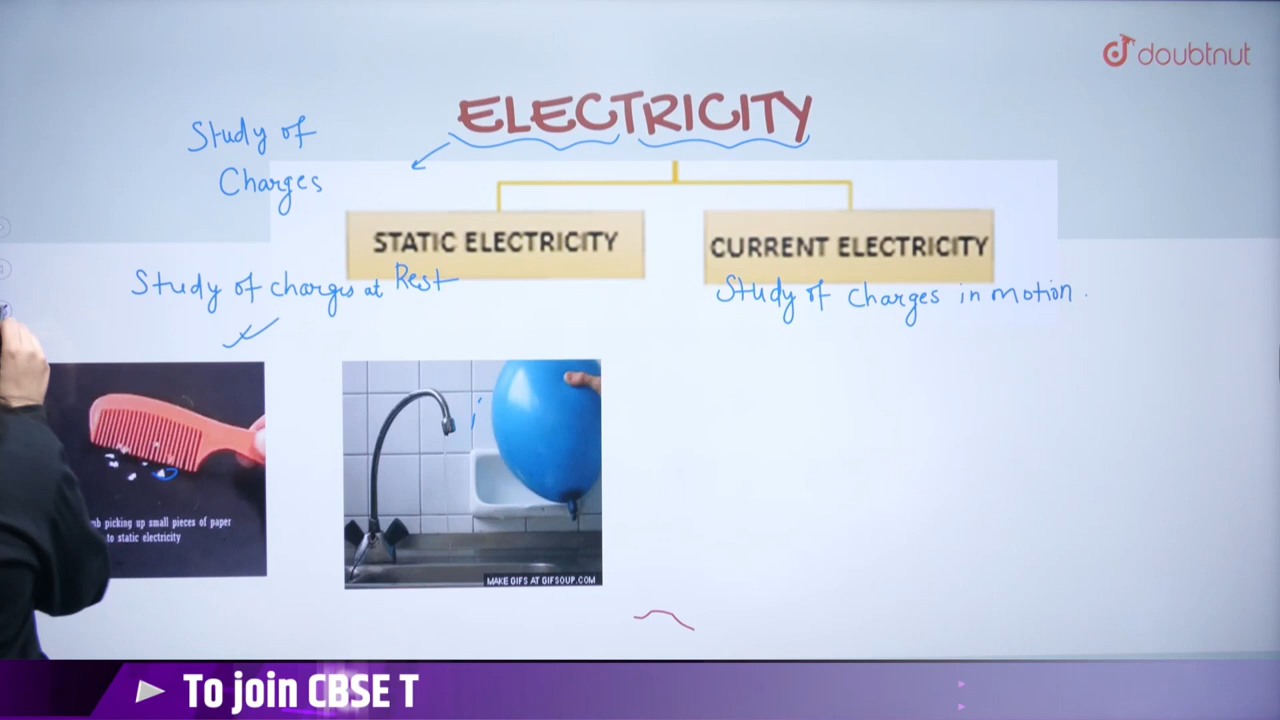 doubtnut
ELECTRICITY
Study of
Charges
STATIC ELECTRICITY
CURRENT ELECTRICITY
Study of charges at Rest
Study of charges in motion.
picking up small pieces of paper
to static electricity
MAKE GIFS AT GIFSOUP.COM
To join CBSE T